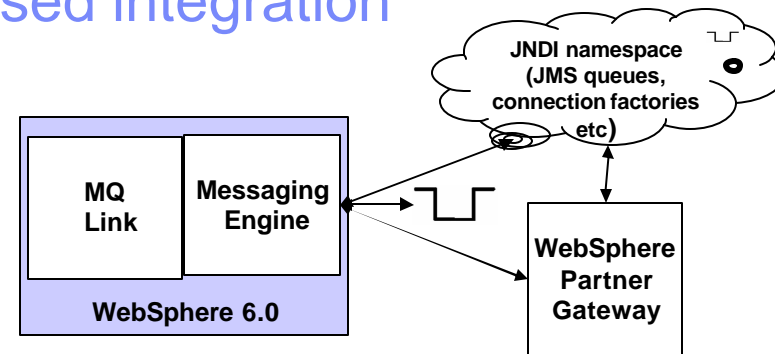 sed integration
JNDI namespace
(JMS queues,
connection factories
etc)
MQ
Link
Messaging
Engine
WebSphere 6.0
WebSphere
Partner
Gateway